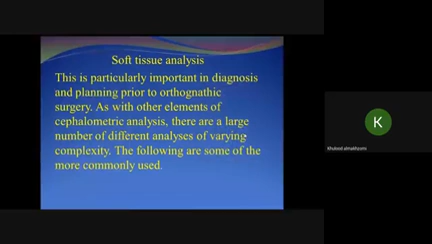 Soft tissue analysis
This is particularly important in diagnosis
and planning prior to orthognathic
surgery. As with other elements of
cephalometric analysis, there are a large
number of different analyses of varying
complexity. The following are some of the
more commonly used.
K